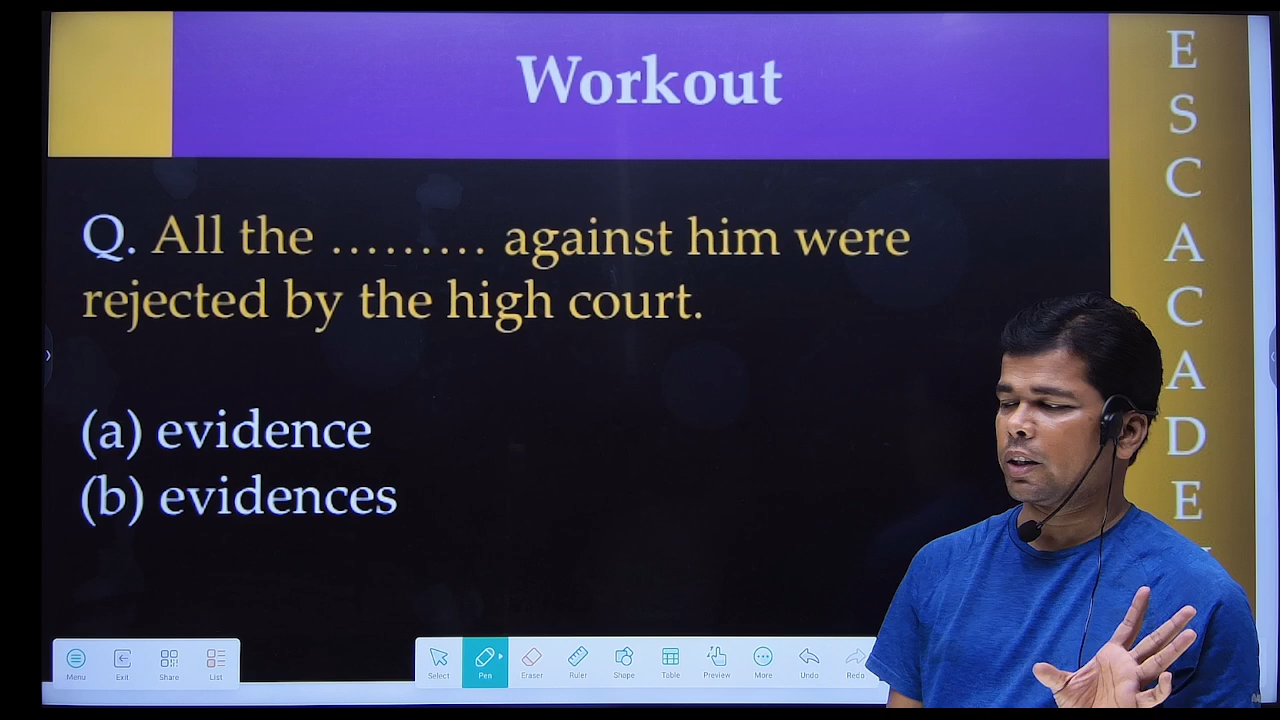 Workout
Q. All the ......... against him were
rejected by the high court.
(a) evidence
(b) evidences
E
S
C
A
C
A
D
E
Menu
Exit
Share
List
Select
Pen
Eraser
Ruler
Shape
Table
Preview
More
Undo
Redo